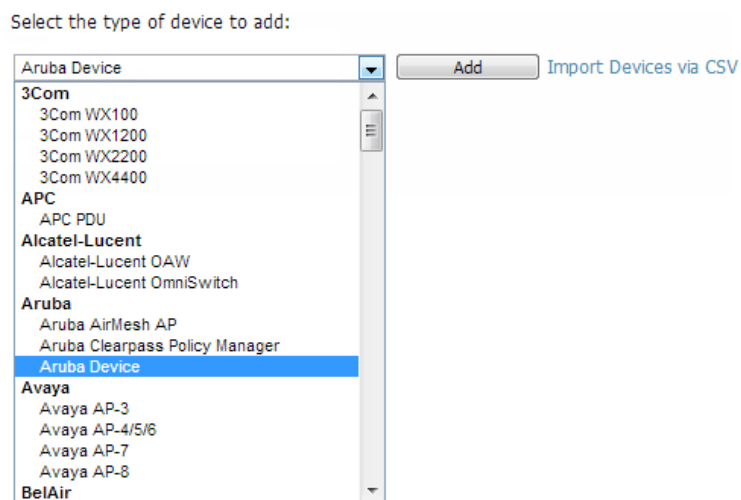 Select the type of device to add:
Aruba Device Add Import Devices via CSV
3Com
3Com WX100
3Com WX1200
3Com WX2200
3Com WX4400
APC
APC PDU
Alcatel-Lucent
Alcatel-Lucent OAW
Alcatel-Lucent OmniSwitch
Aruba
Aruba AirMesh AP
Aruba Clearpass Policy Manager
Aruba Device
Avaya
Avaya AP-3
Avaya AP-4/5/6
Avaya AP-7
Avaya AP-8
BelAir